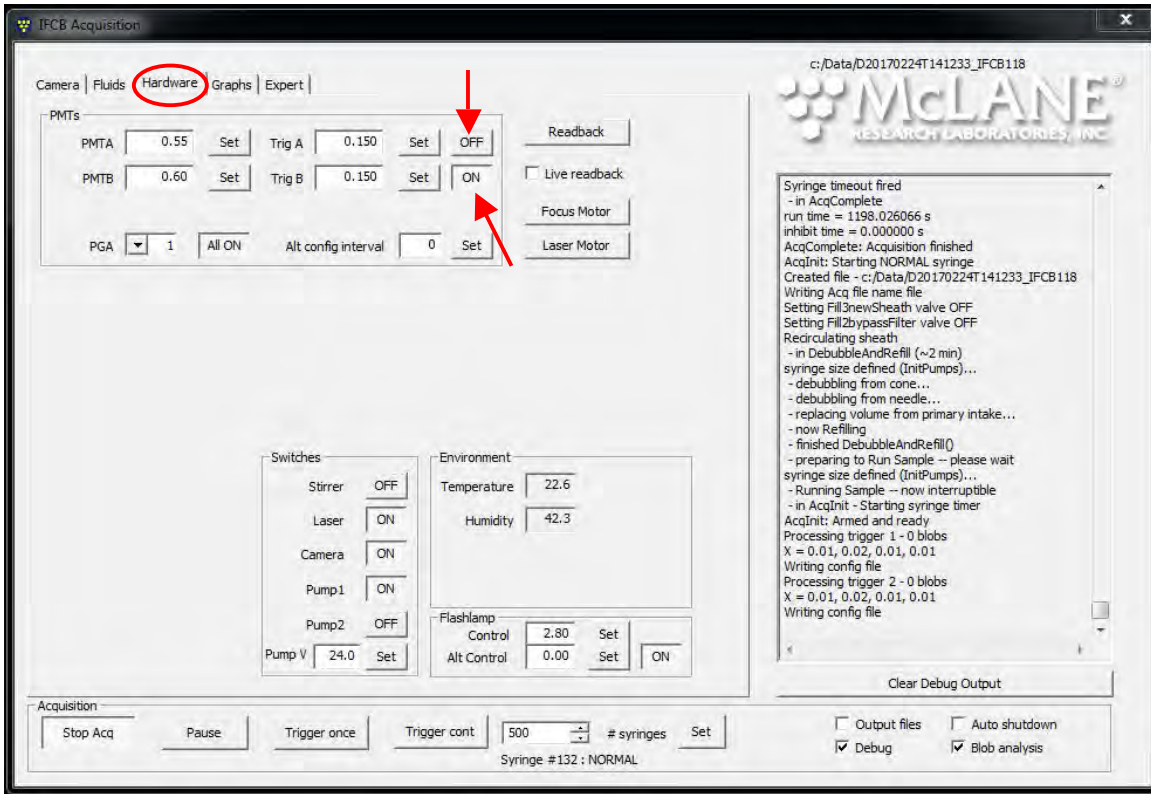 IFCB Acquisition
X
Camera Fluids Hardware Graphs Expert
PMTs
PMTA 0.55 Set Trig A 0.150 Set OFF
PMTB 0.60 Set Trig B 0.150 Set ON
PGA 1 All ON Alt config interval 0 Set
Readback
Live readback
Focus Motor
Laser Motor
Switches
Stirrer OFF
Laser ON
Camera ON
Pump1 ON
Pump2 OFF
Pump V 24.0 Set
Environment
Temperature 22.6
Humidity 42.3
Flashlamp
Control 2.80 Set
Alt Control 0.00 Set ON
c:/Data/D20170224T141233_IFCB118
McLANE®
RESEARCH LABORATORIES, INC.
Syringe timeout fired
- in AcqComplete
run time = 1198.026066 s
inhibit time = 0.000000 s
AcqComplete: Acquisition finished
AcqInit: Starting NORMAL syringe
Created file - c:/Data/D20170224T141233_IFCB118
Writing Acq file name file
Setting Fill3newSheath valve OFF
Setting Fill2bypassFilter valve OFF
Recirculating sheath
- in DebubbleAndRefill (~2 min)
syringe size defined (InitPumps)...
- debubbling from cone...
- debubbling from needle...
- replacing volume from primary intake...
- now Refilling
- finished DebubbleAndRefill()
- preparing to Run Sample -- please wait
syringe size defined (InitPumps)...
- Running Sample -- now interruptible
- in AcqInit - Starting syringe timer
AcqInit: Armed and ready
Processing trigger 1 - 0 blobs
X = 0.01, 0.02, 0.01, 0.01
Writing config file
Processing trigger 2 - 0 blobs
X = 0.01, 0.02, 0.01, 0.01
Writing config file
Clear Debug Output
Acquisition
Stop Acq Pause Trigger once Trigger cont 500 # syringes Set
Syringe #132 : NORMAL
Output files Auto shutdown
Debug Blob analysis